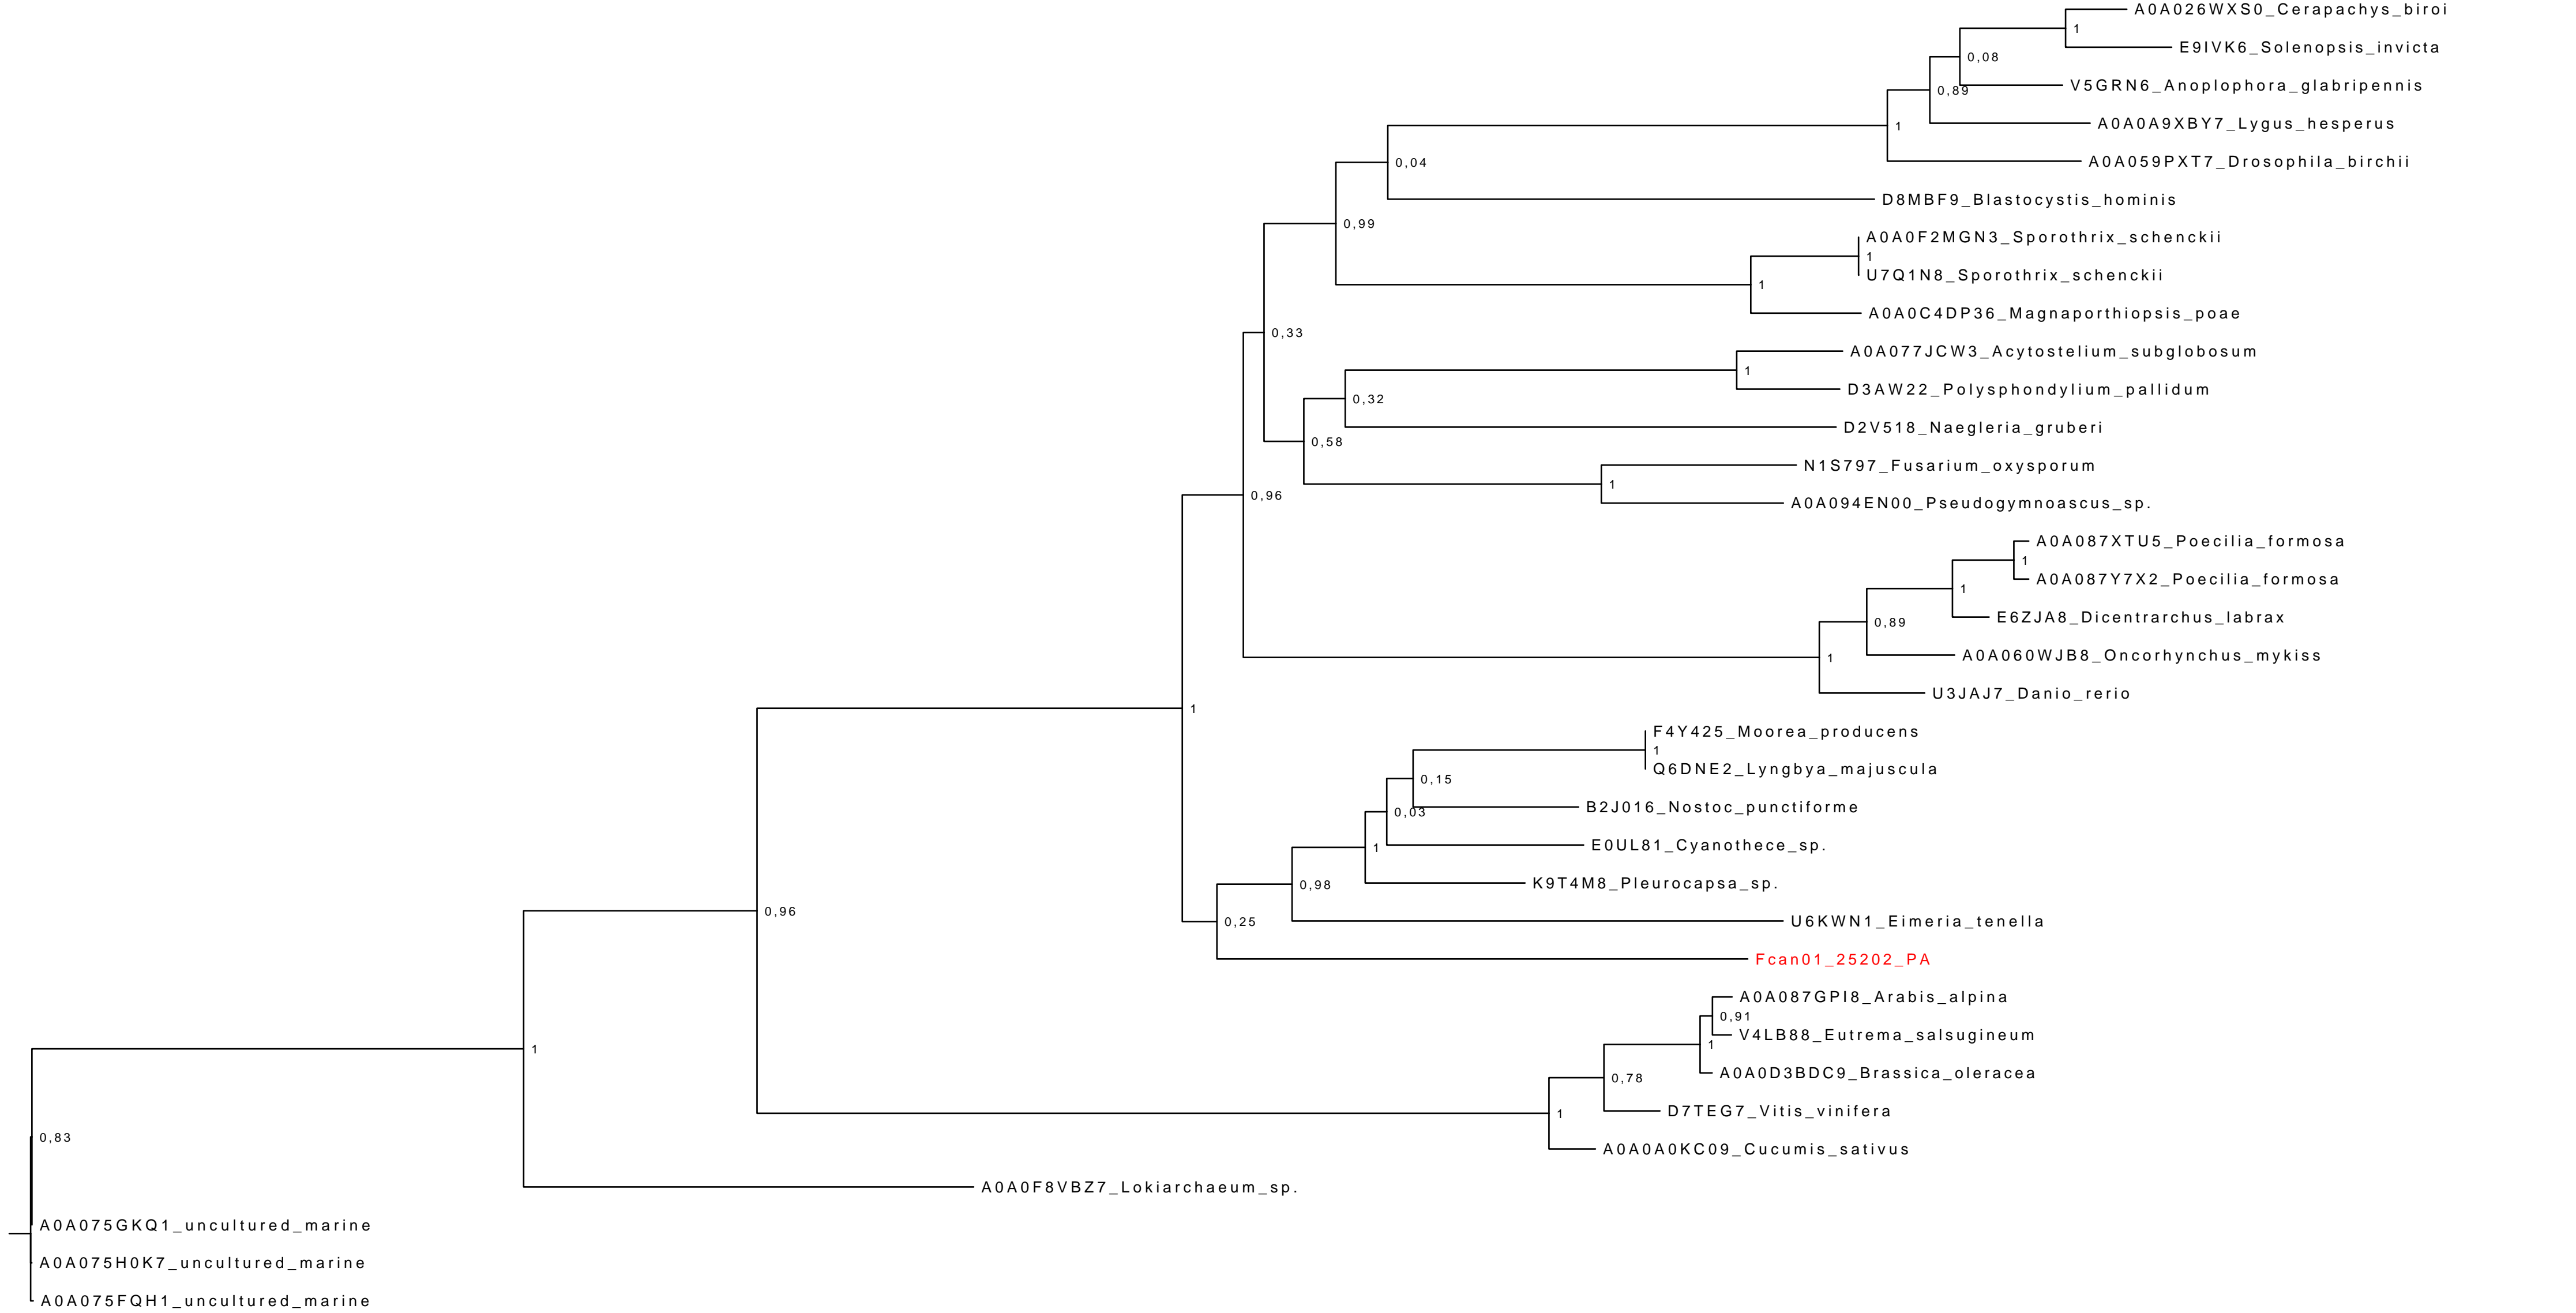 A0A026WXS0_Cerapachys_biroi
1
E9IVK6_Solenopsis_invicta
0,08
V5GRN6_Anoplophora_glabripennis
0,89
A0A0A9XBY7_Lygus_hesperus
1
A0A059PXT7_Drosophila_birchii
0,04
D8MBF9_Blastocystis_hominis
0,99
A0A0F2MGN3_Sporothrix_schenckii
1
U7Q1N8_Sporothrix_schenckii
1
A0A0C4DP36_Magnaporthiopsis_poae
0,33
A0A077JCW3_Acytostelium_subglobosum
1
D3AW22_Polysphondylium_pallidum
0,32
D2V518_Naegleria_gruberi
0,58
N1S797_Fusarium_oxysporum
1
0,96
A0A094EN00_Pseudogymnoascus_sp.
A0A087XTU5_Poecilia_formosa
1
A0A087Y7X2_Poecilia_formosa
1
E6ZJA8_Dicentrarchus_labrax
0,89
A0A060WJB8_Oncorhynchus_mykiss
1
U3JAJ7_Danio_rerio
1
F4Y425_Moorea_producens
1
Q6DNE2_Lyngbya_majuscula
0,15
B2J016_Nostoc_punctiforme
0,03
E0UL81_Cyanothece_sp.
1
K9T4M8_Pleurocapsa_sp.
0,98
0,96
U6KWN1_Eimeria_tenella
0,25
Fcan01_25202_PA
A0A087GPI8_Arabis_alpina
0,91
V4LB88_Eutrema_salsugineum
1
1
A0A0D3BDC9_Brassica_oleracea
0,78
D7TEG7_Vitis_vinifera
1
0,83
A0A0A0KC09_Cucumis_sativus
A0A0F8VBZ7_Lokiarchaeum_sp.
A0A075GKQ1_uncultured_marine
A0A075H0K7_uncultured_marine
A0A075FQH1_uncultured_marine